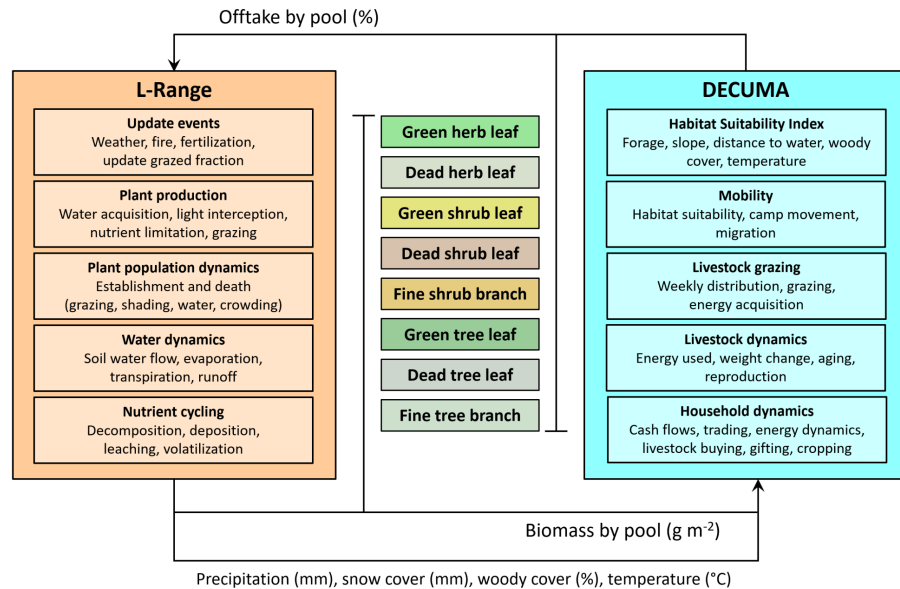 Offtake by pool (%)
L-Range
Update events
Weather, fire, fertilization,
update grazed fraction
Plant production
Water acquisition, light interception,
nutrient limitation, grazing
Plant population dynamics
Establishment and death
(grazing, shading, water, crowding)
Water dynamics
Soil water flow, evaporation,
transpiration, runoff
Nutrient cycling
Decomposition, deposition,
leaching, volatilization
Green herb leaf
Dead herb leaf
Green shrub leaf
Dead shrub leaf
Fine shrub branch
Green tree leaf
Dead tree leaf
Fine tree branch
DECUMA
Habitat Suitability Index
Forage, slope, distance to water, woody
cover, temperature
Mobility
Habitat suitability, camp movement,
migration
Livestock grazing
Weekly distribution, grazing,
energy acquisition
Livestock dynamics
Energy used, weight change, aging,
reproduction
Household dynamics
Cash flows, trading, energy dynamics,
livestock buying, gifting, cropping
Biomass by pool (g m⁻²)
Precipitation (mm), snow cover (mm), woody cover (%), temperature (°C)